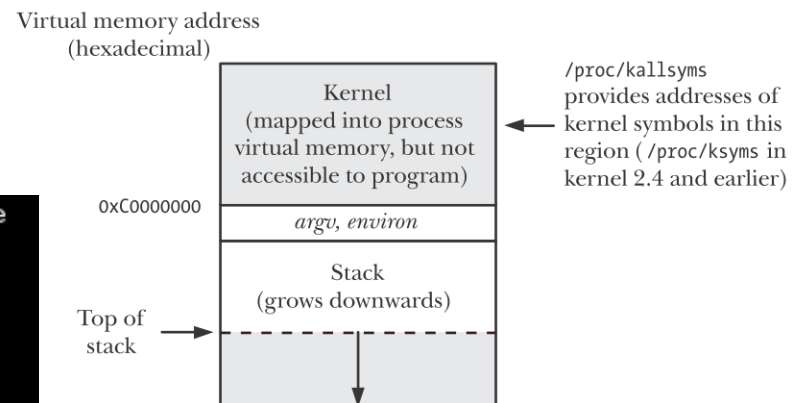 Virtual memory address
(hexadecimal)
Kernel
(mapped into process
virtual memory, but not
accessible to program)
/proc/kallsyms
provides addresses of
kernel symbols in this
region (/proc/ksyms in
kernel 2.4 and earlier)
0xC0000000
argv, environ
Stack
(grows downwards)
Top of
stack
e